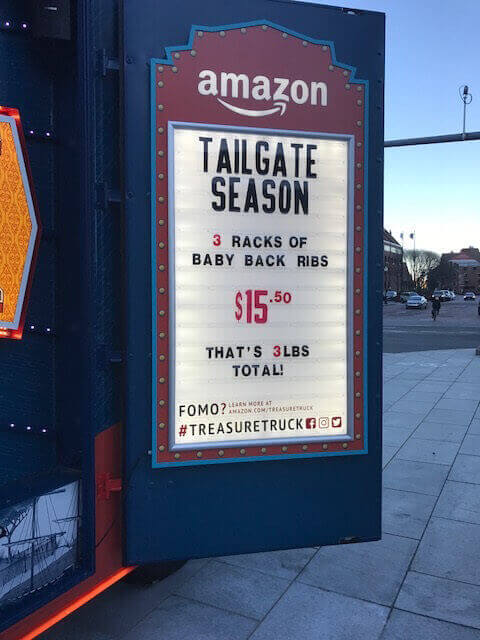 amazon
TAILGATE
SEASON
3 RACKS OF
BABY BACK RIBS
$15.50
THAT'S 3LBS
TOTAL!
FOMO? LEARN MORE AT
AMAZON.COM/TREASURETRUCK
#TREASURETRUCK